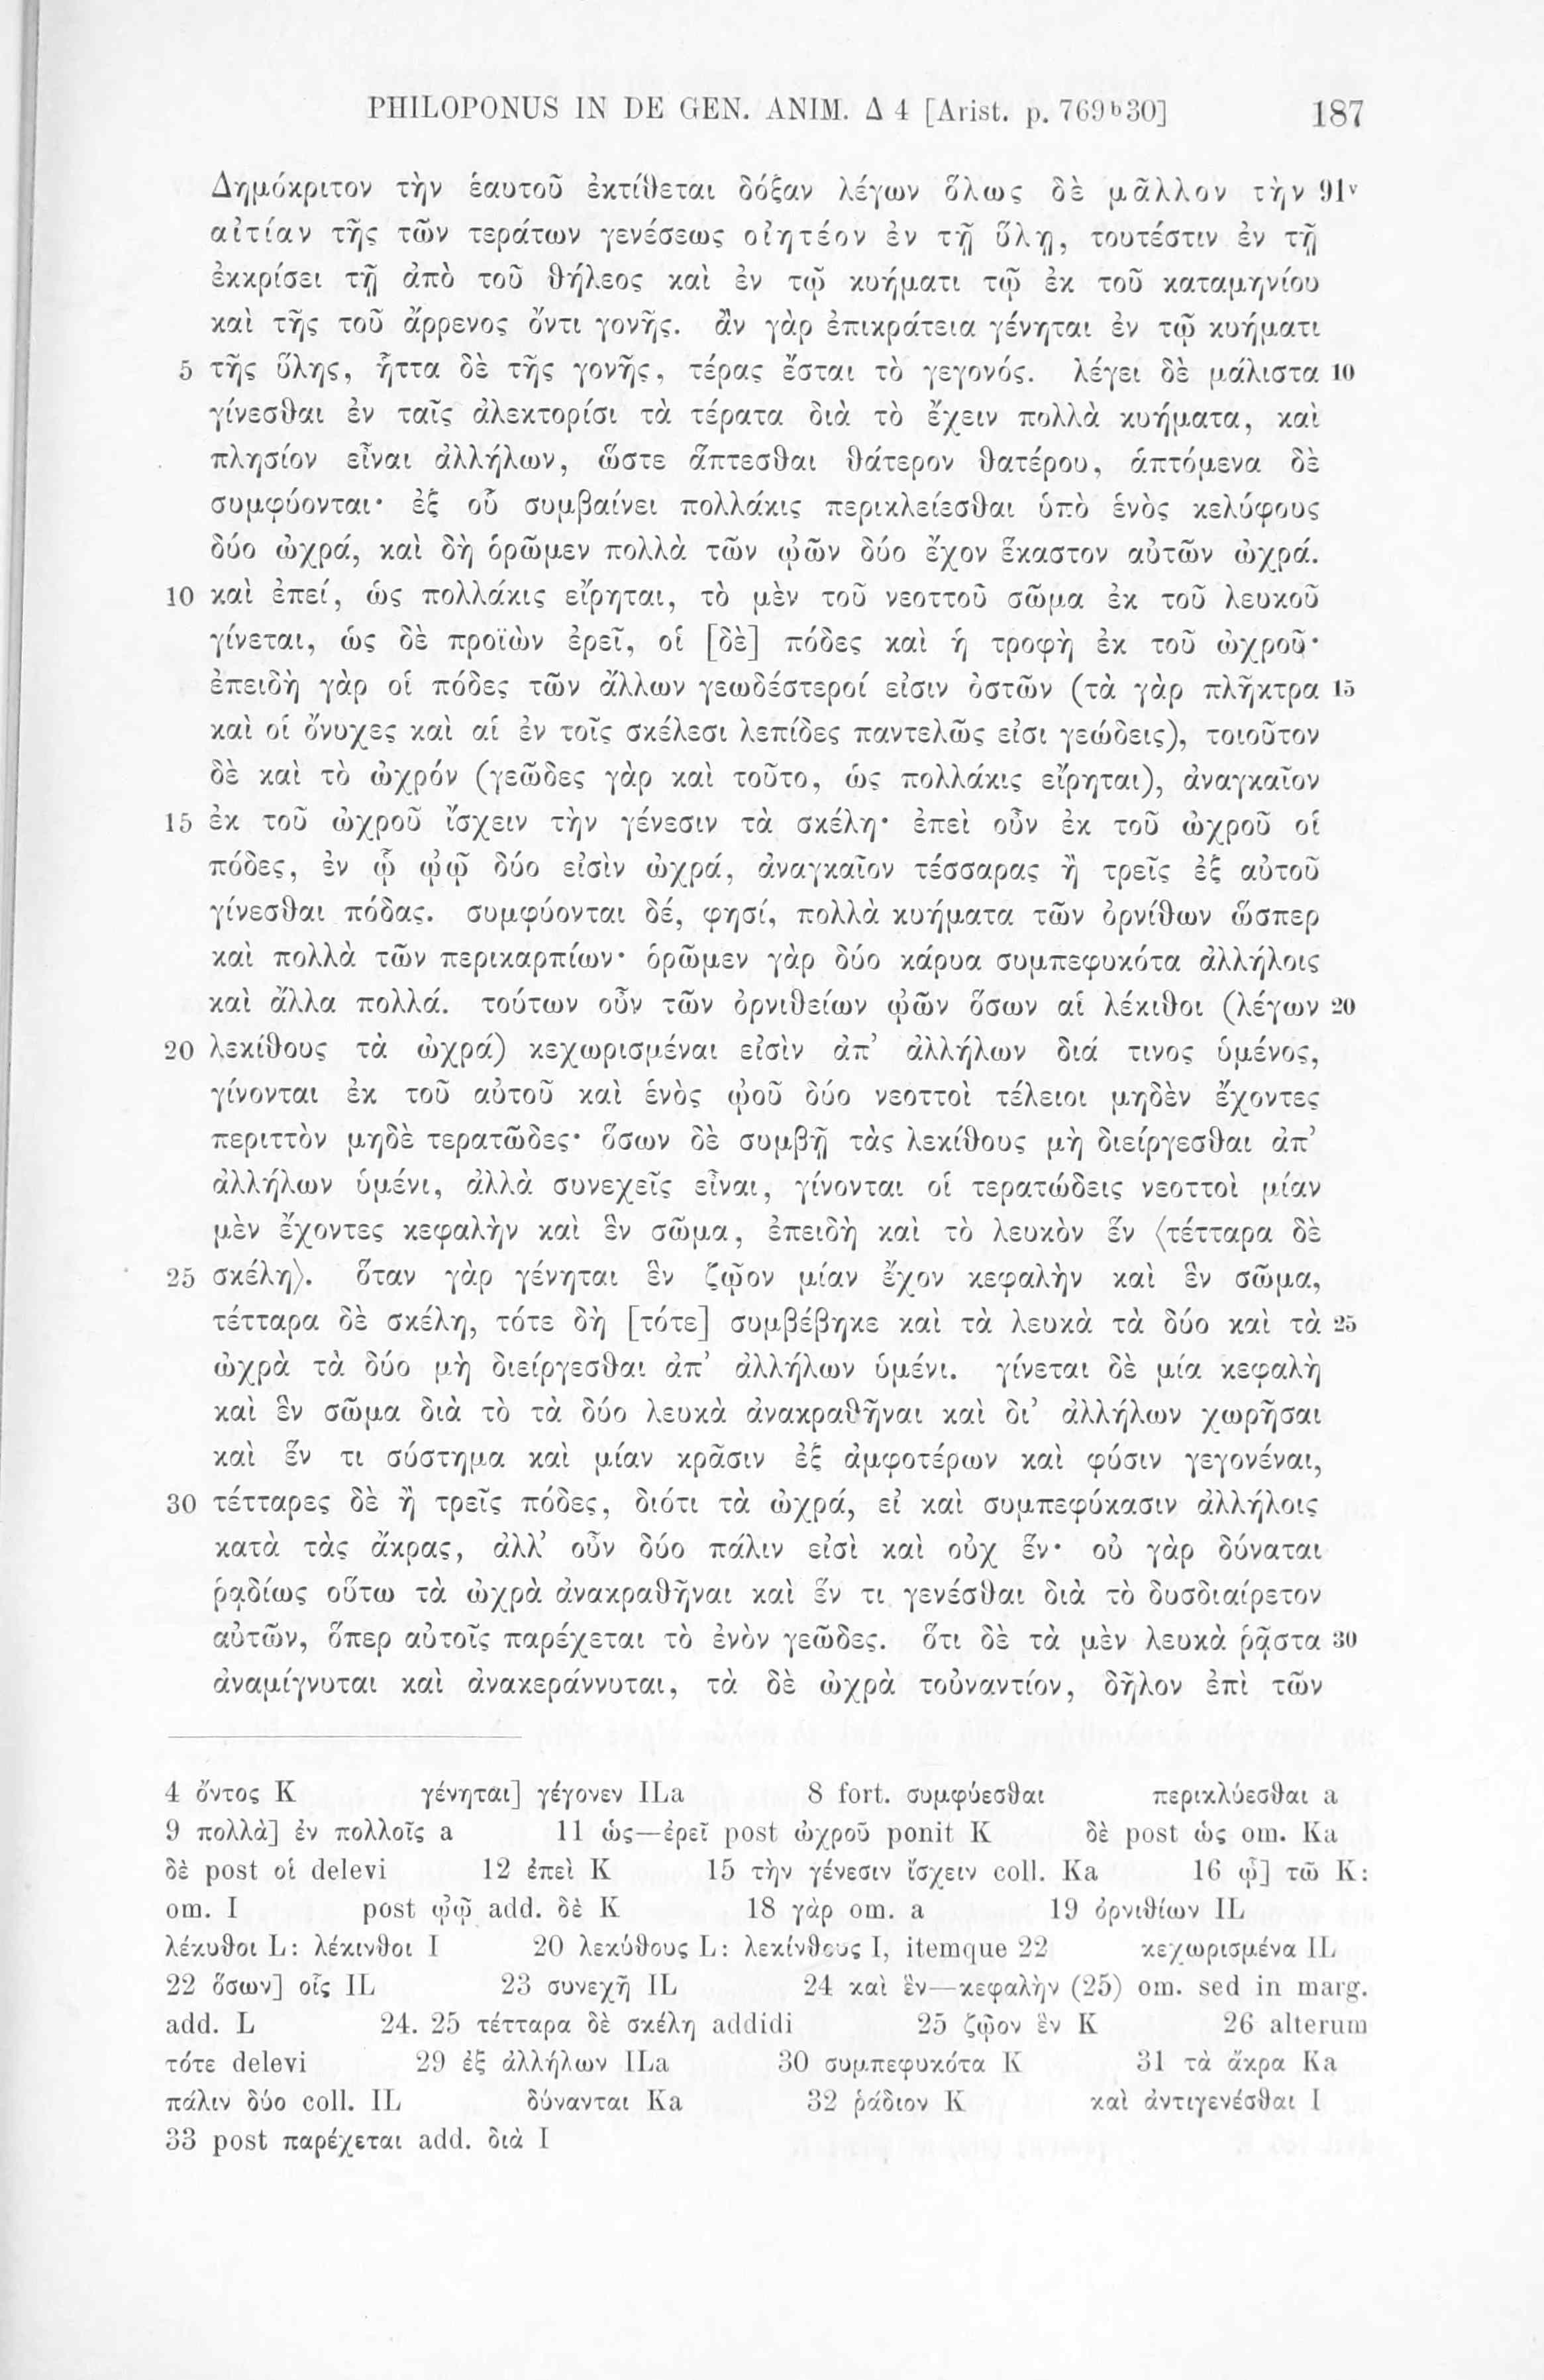 PHILOPONUS IN DE GEN. ANIM. Δ 4 [Arist. p. 769ᵇ30] 187
Δημόκριτον τὴν ἑαυτοῦ ἐκτίθεται δόξαν λέγων ὅλως δὲ μᾶλλον τὴν 91ᵛ
αἰτίαν τῆς τῶν τεράτων γενέσεως οἰητέον ἐν τῇ ὕλῃ, τουτέστιν ἐν τῇ
ἐκκρίσει τῇ ἀπὸ τοῦ θήλεος καὶ ἐν τῷ κυήματι τῷ ἐκ τοῦ καταμηνίου
καὶ τῆς τοῦ ἄρρενος ὄντι γονῆς. ἂν γὰρ ἐπικράτεια γένηται ἐν τῷ κυήματι
5 τῆς ὕλης, ἧττα δὲ τῆς γονῆς, τέρας ἔσται τὸ γεγονός. λέγει δὲ μάλιστα 10
γίνεσθαι ἐν ταῖς ἀλεκτορίσι τὰ τέρατα διὰ τὸ ἔχειν πολλὰ κυήματα, καὶ
πλησίον εἶναι ἀλλήλων, ὥστε ἅπτεσθαι θάτερον θατέρου, ἁπτόμενα δὲ
συμφύονται· ἐξ οὗ συμβαίνει πολλάκις περικλείεσθαι ὑπὸ ἑνὸς κελύφους
δύο ὠχρά, καὶ δὴ ὁρῶμεν πολλὰ τῶν ᾠῶν δύο ἔχον ἕκαστον αὐτῶν ὠχρά.
10 καὶ ἐπεί, ὡς πολλάκις εἴρηται, τὸ μὲν τοῦ νεοττοῦ σῶμα ἐκ τοῦ λευκοῦ
γίνεται, ὡς δὲ προϊὼν ἐρεῖ, οἱ [δὲ] πόδες καὶ ἡ τροφὴ ἐκ τοῦ ὠχροῦ·
ἐπειδὴ γὰρ οἱ πόδες τῶν ἄλλων γεωδέστεροί εἰσιν ὀστῶν (τὰ γὰρ πλῆκτρα 15
καὶ οἱ ὄνυχες καὶ αἱ ἐν τοῖς σκέλεσι λεπίδες παντελῶς εἰσι γεώδεις), τοιοῦτον
δὲ καὶ τὸ ὠχρόν (γεῶδες γὰρ καὶ τοῦτο, ὡς πολλάκις εἴρηται), ἀναγκαῖον
15 ἐκ τοῦ ὠχροῦ ἴσχειν τὴν γένεσιν τὰ σκέλη· ἐπεὶ οὖν ἐκ τοῦ ὠχροῦ οἱ
πόδες, ἐν ᾧ ᾠῷ δύο εἰσὶν ὠχρά, ἀναγκαῖον τέσσαρας ἢ τρεῖς ἐξ αὐτοῦ
γίνεσθαι πόδας. συμφύονται δέ, φησί, πολλὰ κυήματα τῶν ὀρνίθων ὥσπερ
καὶ πολλὰ τῶν περικαρπίων· ὁρῶμεν γὰρ δύο κάρυα συμπεφυκότα ἀλλήλοις
καὶ ἄλλα πολλά. τούτων οὖν τῶν ὀρνιθείων ᾠῶν ὅσων αἱ λέκιθοι (λέγων 20
20 λεκίθους τὰ ὠχρά) κεχωρισμέναι εἰσὶν ἀπ’ ἀλλήλων διά τινος ὑμένος,
γίνονται ἐκ τοῦ αὐτοῦ καὶ ἑνὸς ᾠοῦ δύο νεοττοὶ τέλειοι μηδὲν ἔχοντες
περιττὸν μηδὲ τερατῶδες· ὅσων δὲ συμβῇ τὰς λεκίθους μὴ διείργεσθαι ἀπ’
ἀλλήλων ὑμένι, ἀλλὰ συνεχεῖς εἶναι, γίνονται οἱ τερατώδεις νεοττοὶ μίαν
μὲν ἔχοντες κεφαλὴν καὶ ἓν σῶμα, ἐπειδὴ καὶ τὸ λευκὸν ἕν ⟨τέτταρα δὲ
25 σκέλη⟩. ὅταν γὰρ γένηται ἓν ζῷον μίαν ἔχον κεφαλὴν καὶ ἓν σῶμα,
τέτταρα δὲ σκέλη, τότε δὴ [τότε] συμβέβηκε καὶ τὰ λευκὰ τὰ δύο καὶ τὰ 25
ὠχρὰ τὰ δύο μὴ διείργεσθαι ἀπ’ ἀλλήλων ὑμένι. γίνεται δὲ μία κεφαλὴ
καὶ ἓν σῶμα διὰ τὸ τὰ δύο λευκὰ ἀνακραθῆναι καὶ δι’ ἀλλήλων χωρῆσαι
καὶ ἕν τι σύστημα καὶ μίαν κρᾶσιν ἐξ ἀμφοτέρων καὶ φύσιν γεγονέναι,
30 τέτταρες δὲ ἢ τρεῖς πόδες, διότι τὰ ὠχρά, εἰ καὶ συμπεφύκασιν ἀλλήλοις
κατὰ τὰς ἄκρας, ἀλλ’ οὖν δύο πάλιν εἰσὶ καὶ οὐχ ἕν· οὐ γὰρ δύναται
ῥᾳδίως οὕτω τὰ ὠχρὰ ἀνακραθῆναι καὶ ἕν τι γενέσθαι διὰ τὸ δυσδιαίρετον
αὐτῶν, ὅπερ αὐτοῖς παρέχεται τὸ ἐνὸν γεῶδες. ὅτι δὲ τὰ μὲν λευκὰ ῥᾷστα 30
ἀναμίγνυται καὶ ἀνακεράννυται, τὰ δὲ ὠχρὰ τοὐναντίον, δῆλον ἐπὶ τῶν
4 ὄντος K γένηται] γέγονεν ILa 8 fort. συμφύεσθαι περικλύεσθαι a
9 πολλὰ] ἐν πολλοῖς a 11 ὡς—ἐρεῖ post ὠχροῦ ponit K δὲ post ὡς om. Ka
δὲ post οἱ delevi 12 ἐπεὶ K 15 τὴν γένεσιν ἴσχειν coll. Ka 16 ᾧ] τῶ K:
om. I post ᾠῷ add. δὲ K 18 γὰρ om. a 19 ὀρνιθίων IL
λέκυθοι L: λέκινθοι I 20 λεκύθους L: λεκίνθους I, itemque 22 κεχωρισμένα IL
22 ὅσων] οἷς IL 23 συνεχῆ IL 24 καὶ ἓν—κεφαλὴν (25) om. sed in marg.
add. L 24. 25 τέτταρα δὲ σκέλη addidi 25 ζῷον ἓν K 26 alterum
τότε delevi 29 ἐξ ἀλλήλων ILa 30 συμπεφυκότα K 31 τὰ ἄκρα Ka
πάλιν δύο coll. IL δύνανται Ka 32 ῥάδιον K καὶ ἀντιγενέσθαι I
33 post παρέχεται add. διὰ I